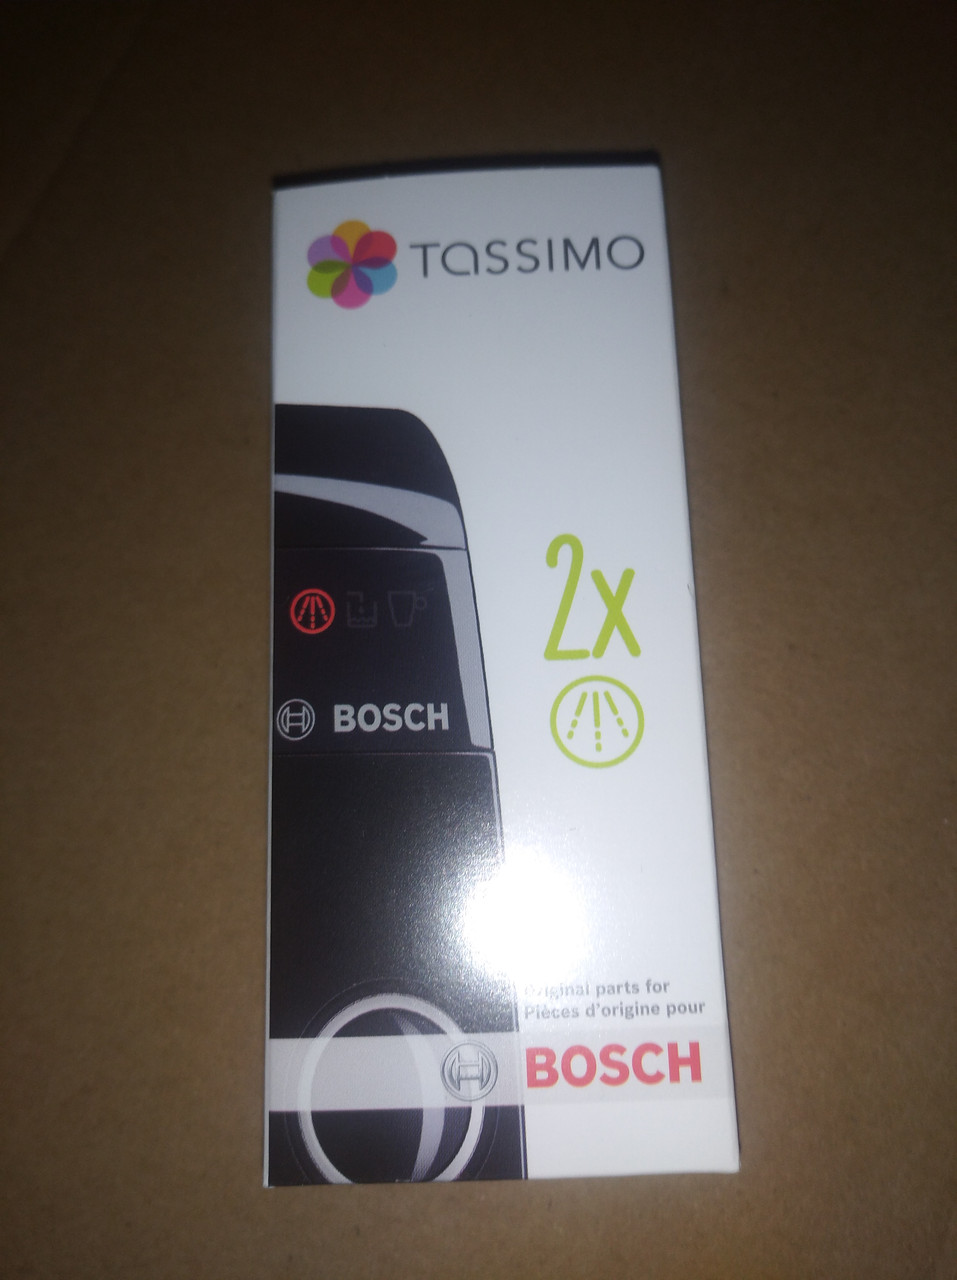 TASSIMO
2x
BOSCH
Original parts for
Pièces d'origine pour
BOSCH